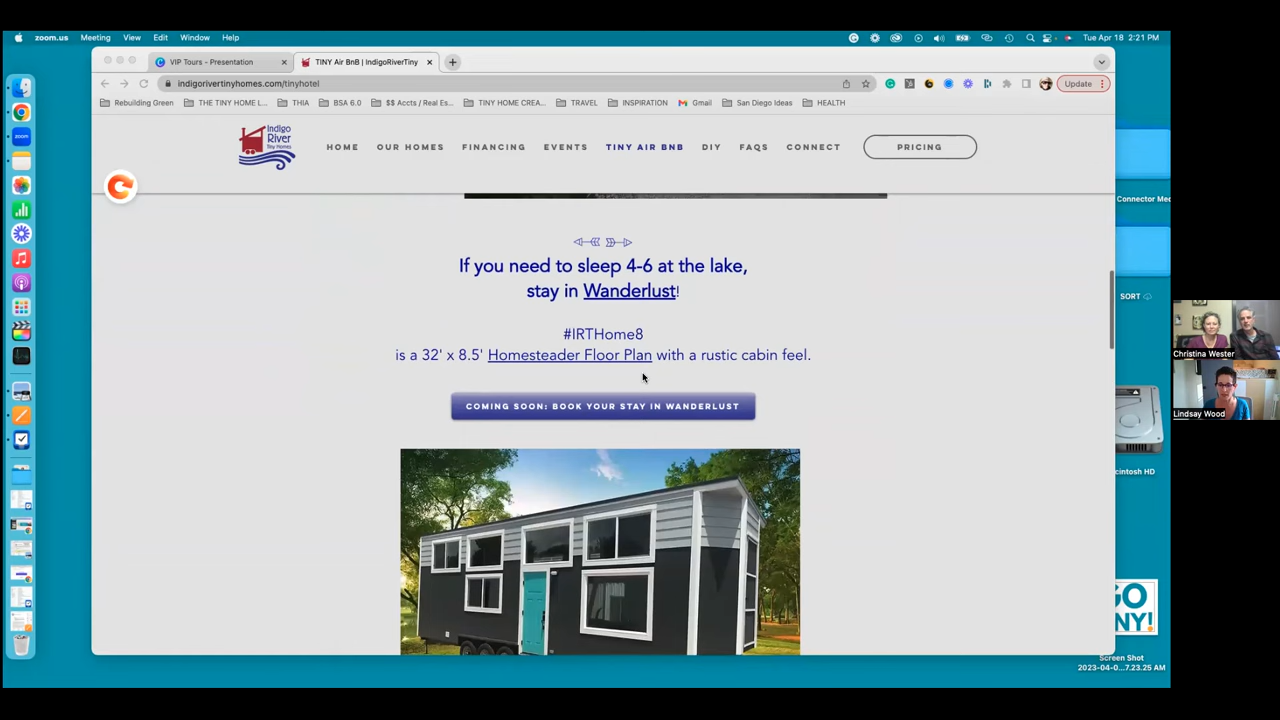 zoom.us Meeting View Edit Window Help
Tue Apr 18 2:21 PM
VIP Tours - Presentation
TINY Air BnB | IndigoRiverTiny
indigorivertinyhomes.com/tinyhotel
Update
Rebuilding Green
THE TINY HOME L...
THIA
BSA 6.0
$$ Accts / Real Es...
TINY HOME CREA...
TRAVEL
INSPIRATION
Gmail
San Diego Ideas
HEALTH
Indigo
River
Tiny Homes
HOME
OUR HOMES
FINANCING
EVENTS
TINY AIR BNB
DIY
FAQS
CONNECT
PRICING
If you need to sleep 4-6 at the lake,
stay in Wanderlust!
#IRTHome8
is a 32' x 8.5' Homesteader Floor Plan with a rustic cabin feel.
COMING SOON: BOOK YOUR STAY IN WANDERLUST
Connector Mec
SORT
Christina Wester
Lindsay Wood
cintosh HD
GO
TINY!
Screen Shot
2023-04-0...7.23.25 AM
zoom